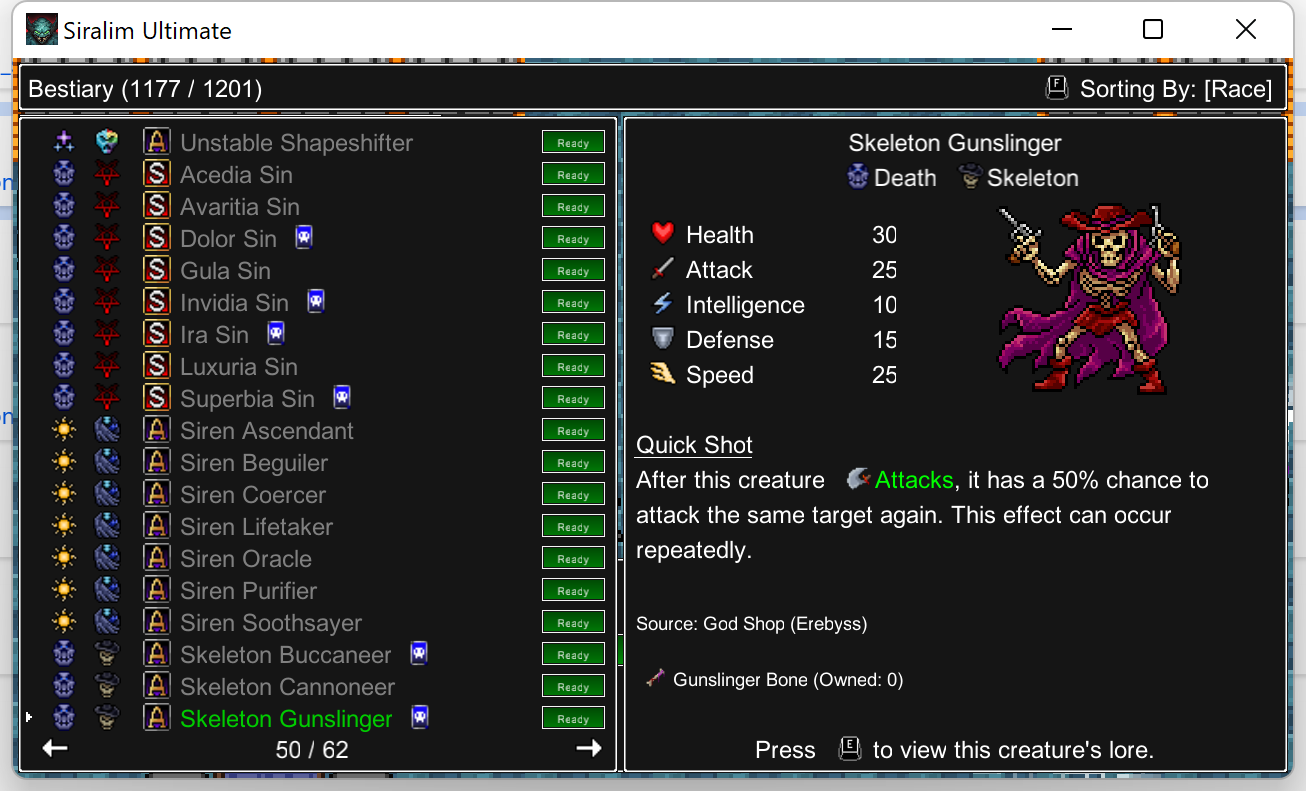 Siralim Ultimate
Bestiary (1177 / 1201)
F Sorting By: [Race]
A Unstable Shapeshifter Ready
S Acedia Sin Ready
S Avaritia Sin Ready
S Dolor Sin Ready
S Gula Sin Ready
S Invidia Sin Ready
S Ira Sin Ready
S Luxuria Sin Ready
S Superbia Sin Ready
A Siren Ascendant Ready
A Siren Beguiler Ready
A Siren Coercer Ready
A Siren Lifetaker Ready
A Siren Oracle Ready
A Siren Purifier Ready
A Siren Soothsayer Ready
A Skeleton Buccaneer Ready
A Skeleton Cannoneer Ready
A Skeleton Gunslinger Ready
50 / 62
Skeleton Gunslinger
Death Skeleton
Health 30
Attack 25
Intelligence 10
Defense 15
Speed 25
Quick Shot
After this creature Attacks, it has a 50% chance to
attack the same target again. This effect can occur
repeatedly.
Source: God Shop (Erebyss)
Gunslinger Bone (Owned: 0)
Press E to view this creature's lore.